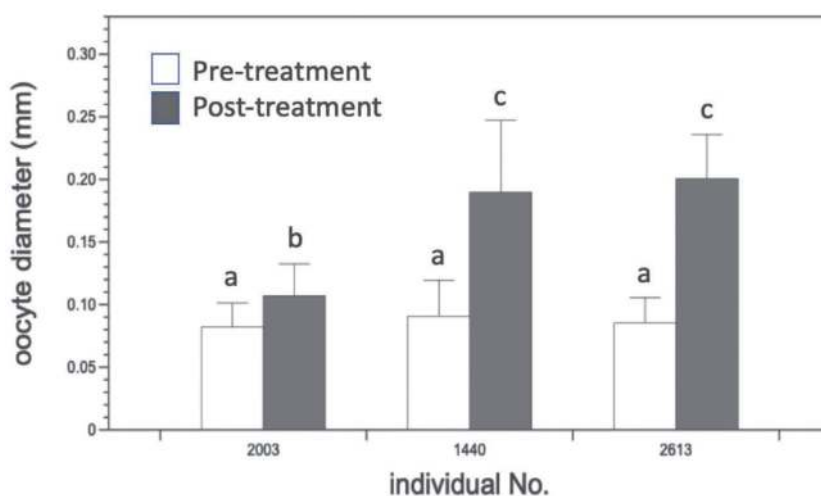 Pre-treatment
Post-treatment
oocyte diameter (mm)
0.30
0.25
0.20
0.15
0.10
0.05
0
a
b
a
c
a
c
2003
1440
2613
individual No.